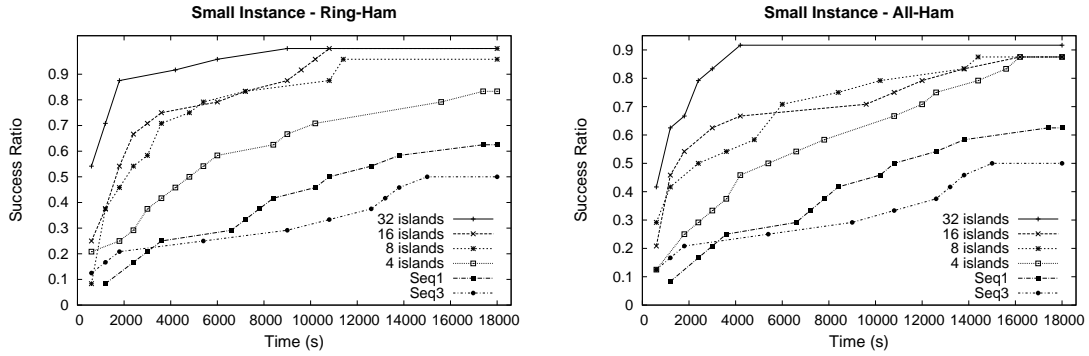 Small Instance - Ring-Ham
Success Ratio
0.9
0.8
0.7
0.6
0.5
0.4
0.3
0.2
0.1
0
32 islands
16 islands
8 islands
4 islands
Seq1
Seq3
0 2000 4000 6000 8000 10000 12000 14000 16000 18000
Time (s)
Small Instance - All-Ham
Success Ratio
0.9
0.8
0.7
0.6
0.5
0.4
0.3
0.2
0.1
0
32 islands
16 islands
8 islands
4 islands
Seq1
Seq3
0 2000 4000 6000 8000 10000 12000 14000 16000 18000
Time (s)